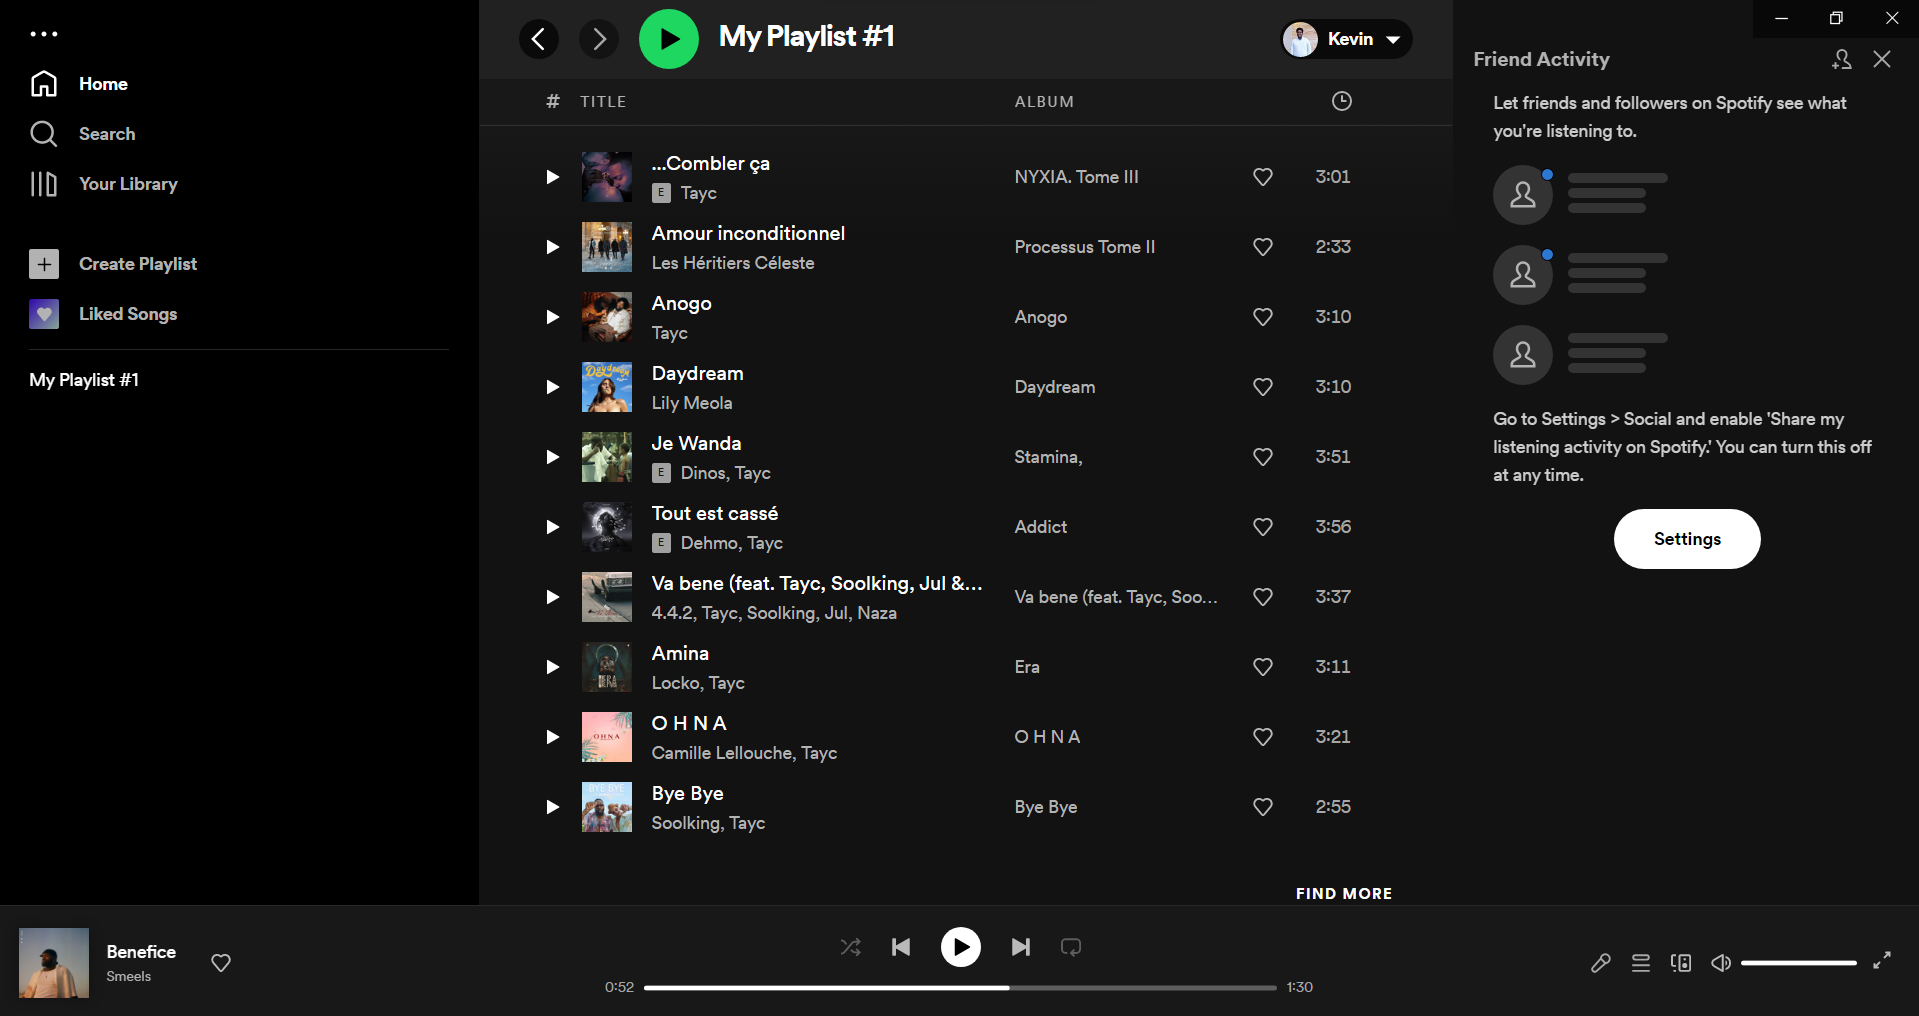 Home
Search
Your Library
Create Playlist
Liked Songs
My Playlist #1
My Playlist #1
Kevin
# TITLE ALBUM
...Combler ça
E Tayc
NYXIA. Tome III
3:01
Amour inconditionnel
Les Héritiers Céleste
Processus Tome II
2:33
Anogo
Tayc
Anogo
3:10
Daydream
Daydream
Lily Meola
Daydream
3:10
Je Wanda
E Dinos, Tayc
Stamina,
3:51
Tout est cassé
E Dehmo, Tayc
Addict
3:56
Va bene (feat. Tayc, Soolking, Jul &...
4.4.2, Tayc, Soolking, Jul, Naza
Va bene (feat. Tayc, Soo...
3:37
ERA
Amina
Locko, Tayc
Era
3:11
OHNA
O H N A
Camille Lellouche, Tayc
O H N A
3:21
BYE BYE
Bye Bye
Soolking, Tayc
Bye Bye
2:55
FIND MORE
Friend Activity
Let friends and followers on Spotify see what
you're listening to.
Go to Settings > Social and enable 'Share my
listening activity on Spotify.' You can turn this off
at any time.
Settings
Benefice
Smeels
0:52
1:30